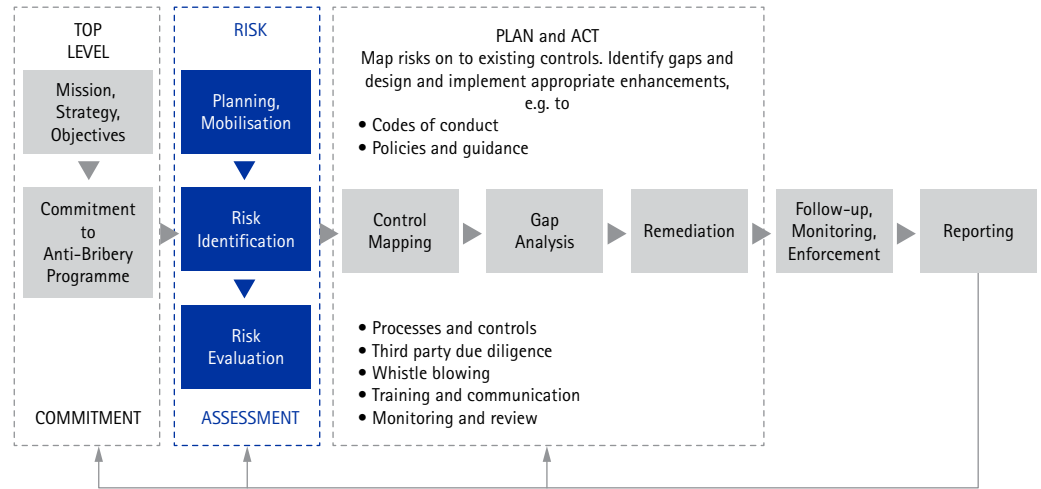 TOP
LEVEL
Mission,
Strategy,
Objectives
Commitment
to
Anti-Bribery
Programme
COMMITMENT
RISK
Planning,
Mobilisation
Risk
Identification
Risk
Evaluation
ASSESSMENT
PLAN and ACT
Map risks on to existing controls. Identify gaps and
design and implement appropriate enhancements,
e.g. to
• Codes of conduct
• Policies and guidance
Control
Mapping
Gap
Analysis
Remediation
• Processes and controls
• Third party due diligence
• Whistle blowing
• Training and communication
• Monitoring and review
Follow-up,
Monitoring,
Enforcement
Reporting